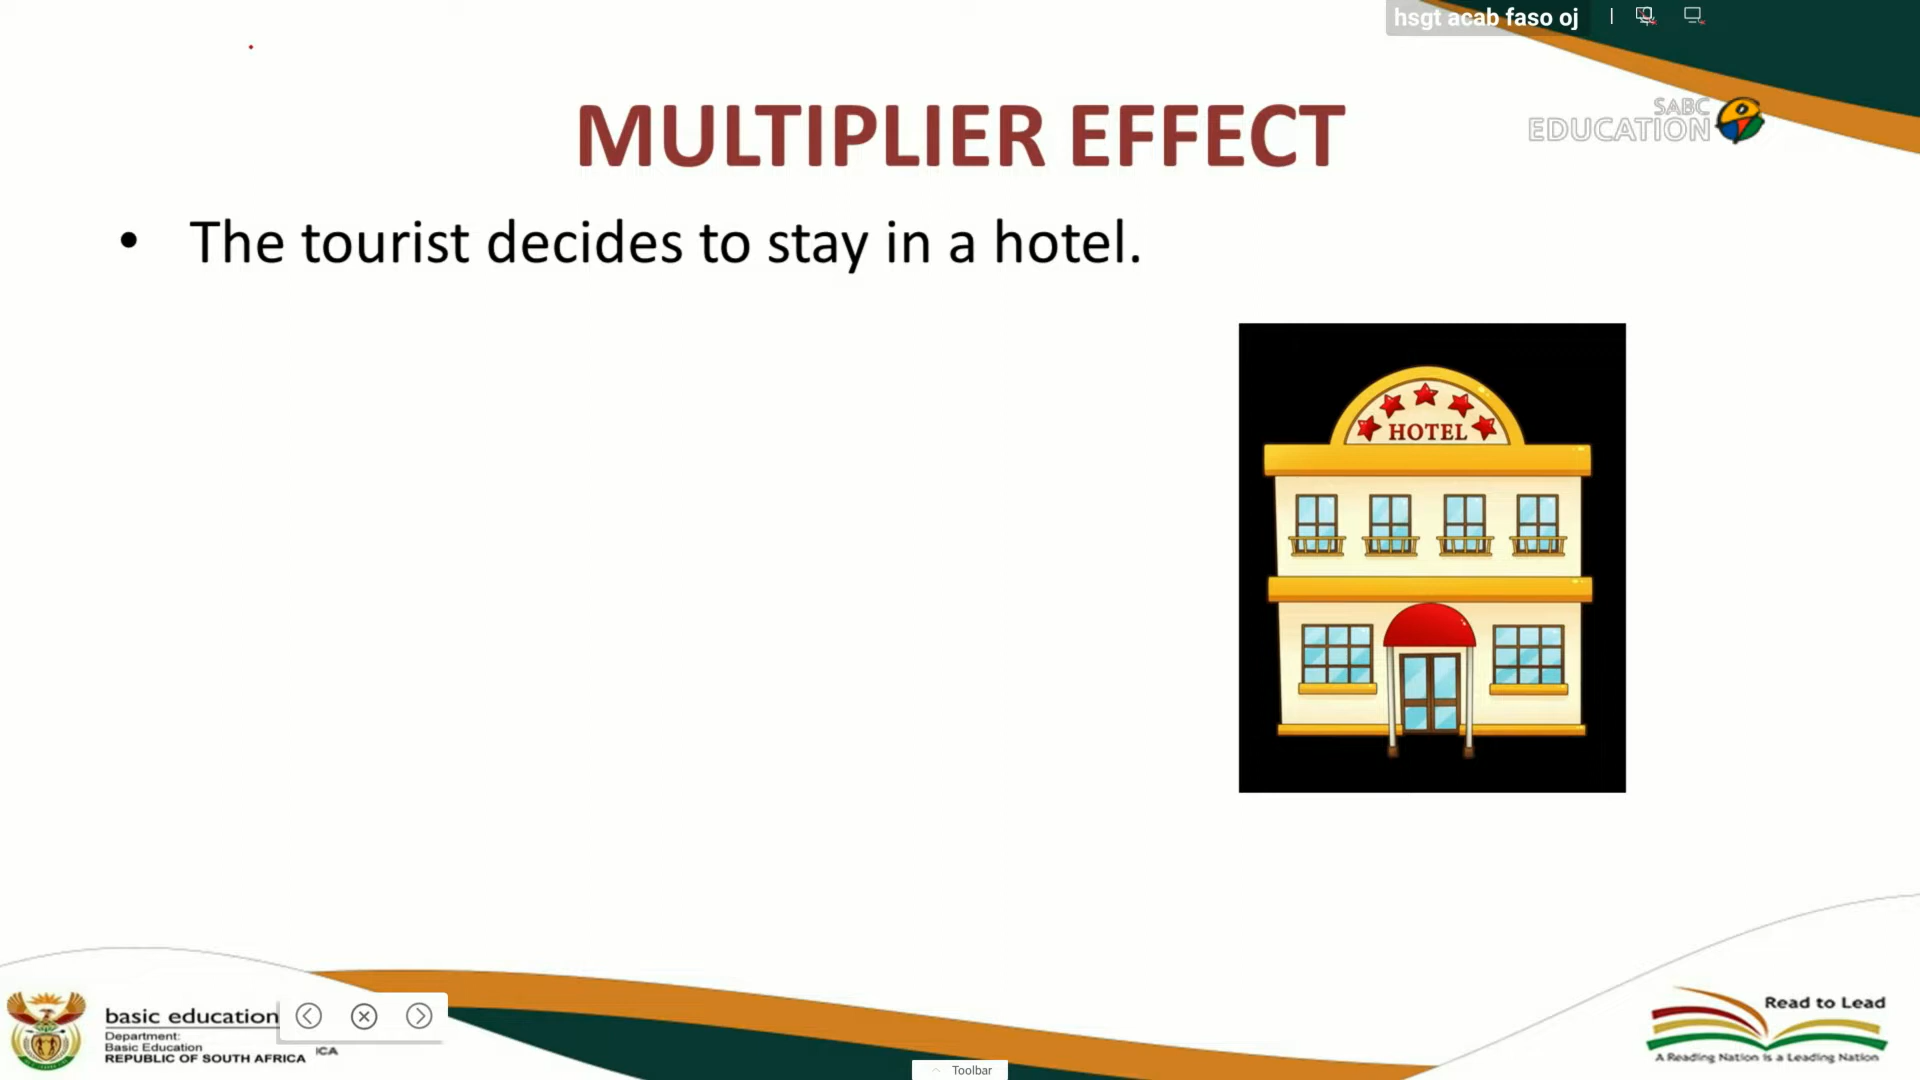 hsgt acab faso oj
SABC
EDUCATION
MULTIPLIER EFFECT
• The tourist decides to stay in a hotel.
HOTEL
basic education
Department:
Basic Education
REPUBLIC OF SOUTH AFRICA
ICA
Read to Lead
A Reading Nation is a Leading Nation
Toolbar